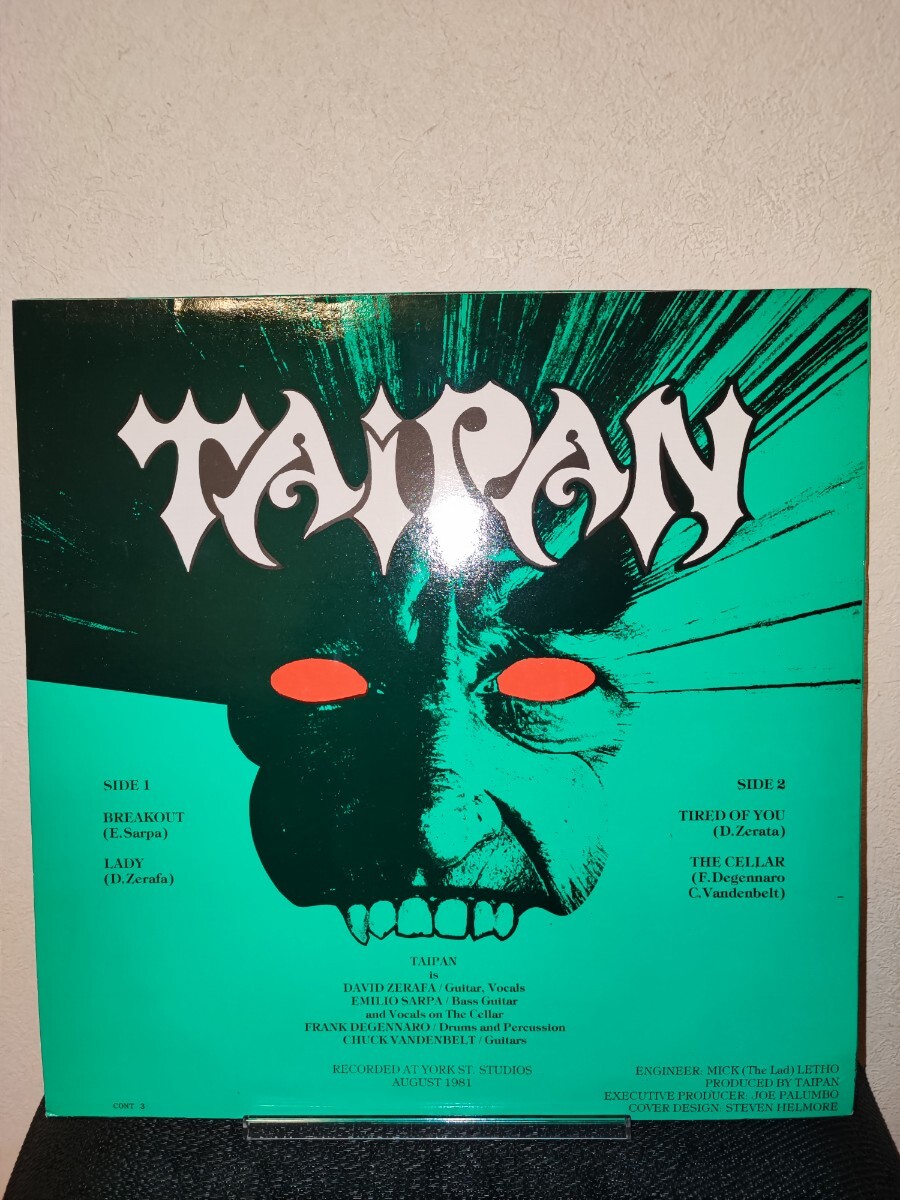 TAIPAN
SIDE 1
BREAKOUT
(E. Sarpa)
LADY
(D. Zerafa)
SIDE 2
TIRED OF YOU
(D. Zerata)
THE CELLAR
(F. Degennaro
C. Vandenbelt)
TAIPAN
is
DAVID ZERAFA / Guitar, Vocals
EMILIO SARPA / Bass Guitar
and Vocals on The Cellar
FRANK DEGENNARO / Drums and Percussion
CHUCK VANDENBELT / Guitars
RECORDED AT YORK ST. STUDIOS
AUGUST 1981
ENGINEER: MICK (The Lad) LETHO
PRODUCED BY TAIPAN
EXECUTIVE PRODUCER: JOE PALUMBO
COVER DESIGN: STEVEN HELMORE
CONT 3